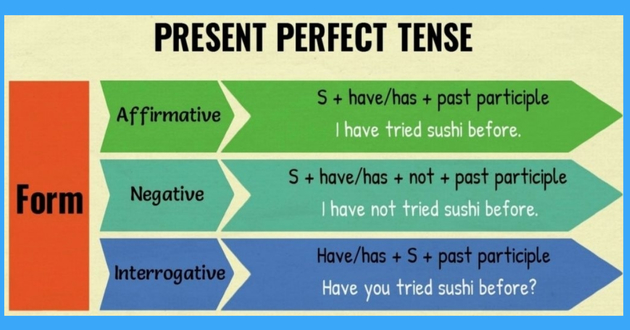 PRESENT PERFECT TENSE
Form
Affirmative
S + have/has + past participle
I have tried sushi before.
Negative
S + have/has + not + past participle
I have not tried sushi before.
Interrogative
Have/has + S + past participle
Have you tried sushi before?